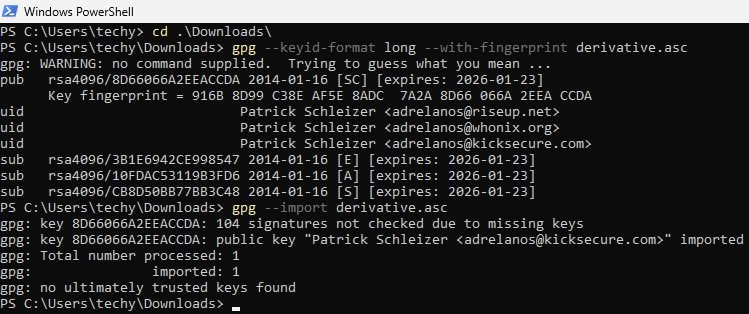 Windows PowerShell
PS C:\Users\techy> cd .\Downloads\
PS C:\Users\techy\Downloads> gpg --keyid-format long --with-fingerprint derivative.asc
gpg: WARNING: no command supplied.  Trying to guess what you mean ...
pub   rsa4096/8D66066A2EEACCDA 2014-01-16 [SC] [expires: 2026-01-23]
      Key fingerprint = 916B 8D99 C38E AF5E 8ADC  7A2A 8D66 066A 2EEA CCDA
uid                             Patrick Schleizer <adrelanos@riseup.net>
uid                             Patrick Schleizer <adrelanos@whonix.org>
uid                             Patrick Schleizer <adrelanos@kicksecure.com>
sub   rsa4096/3B1E6942CE998547 2014-01-16 [E] [expires: 2026-01-23]
sub   rsa4096/10FDAC53119B3FD6 2014-01-16 [A] [expires: 2026-01-23]
sub   rsa4096/CB8D50BB77BB3C48 2014-01-16 [S] [expires: 2026-01-23]
PS C:\Users\techy\Downloads> gpg --import derivative.asc
gpg: key 8D66066A2EEACCDA: 104 signatures not checked due to missing keys
gpg: key 8D66066A2EEACCDA: public key "Patrick Schleizer <adrelanos@kicksecure.com>" imported
gpg: Total number processed: 1
gpg:               imported: 1
gpg: no ultimately trusted keys found
PS C:\Users\techy\Downloads>